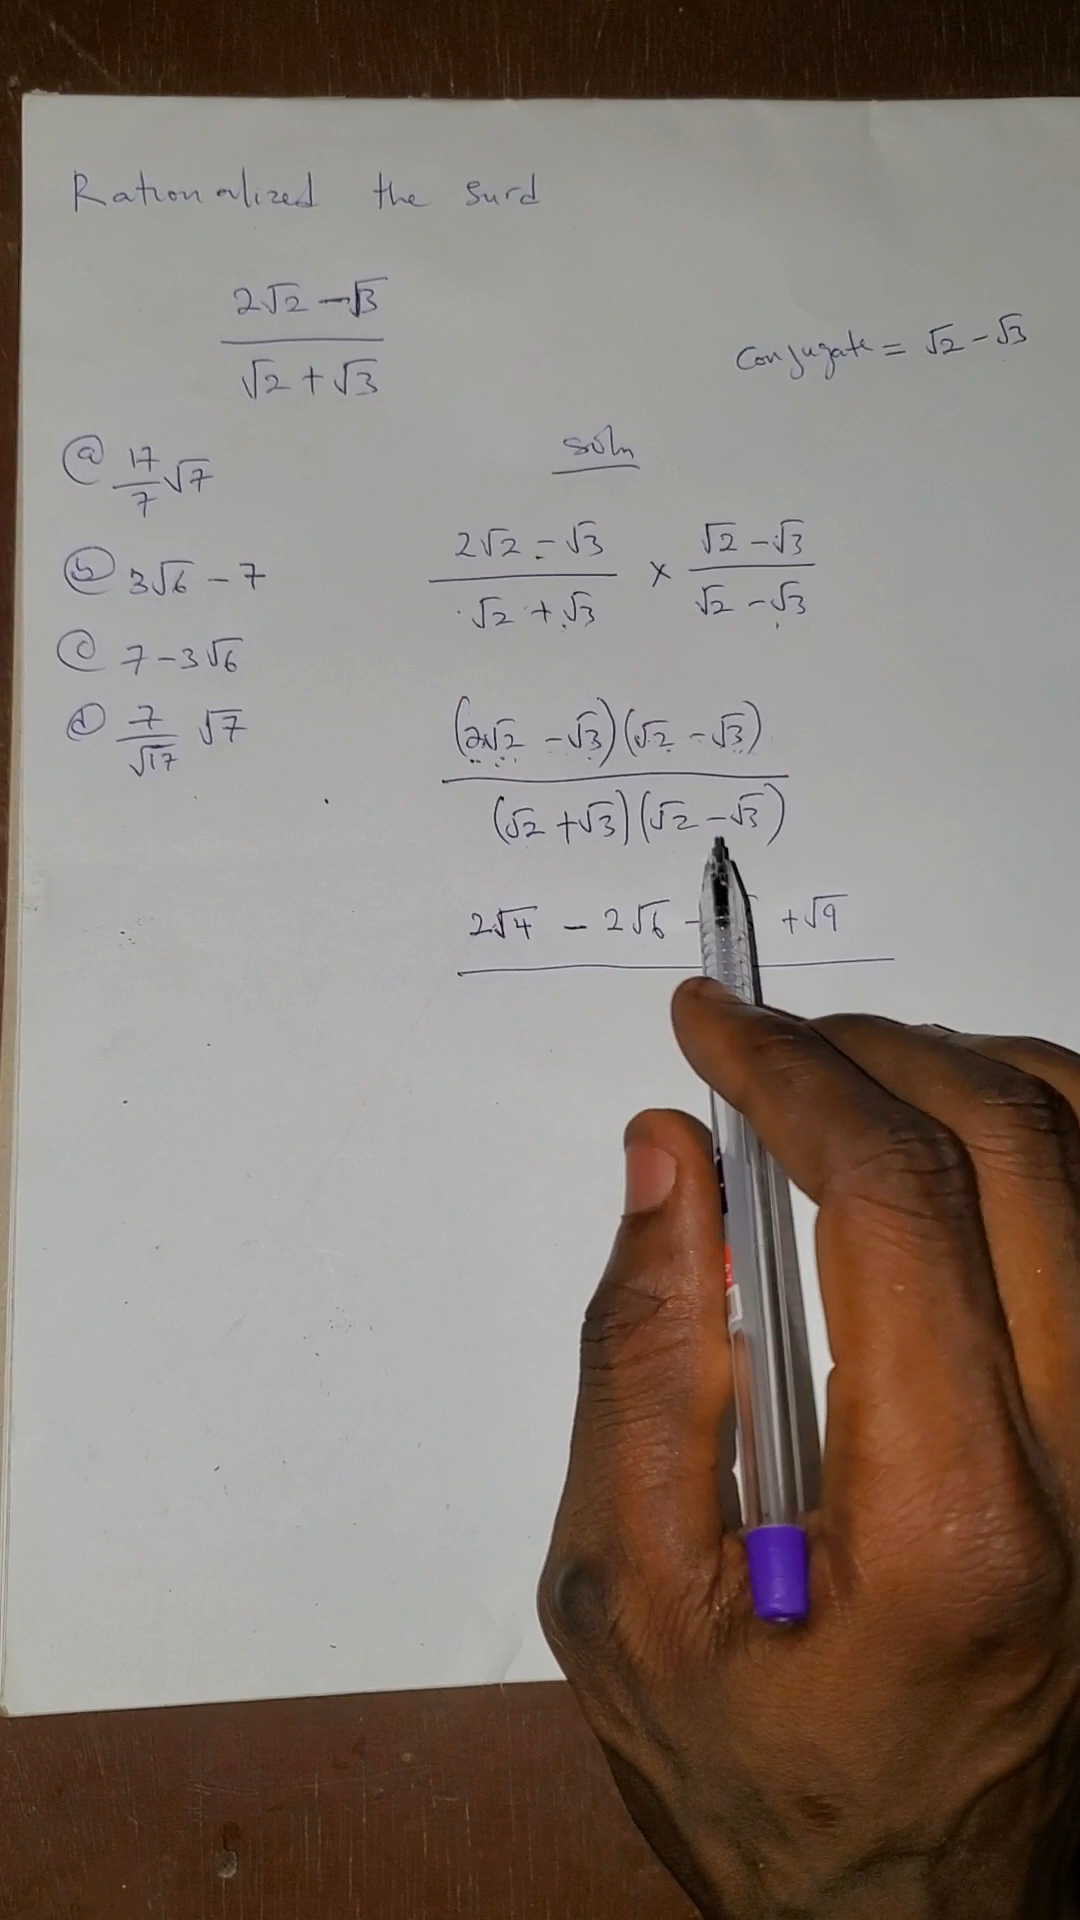 Rationalized the surd
2√2 - √3
√2 + √3
Conjugate = √2 - √3
soln
(a) 17/7 √7
(b) 3√6 - 7
(c) 7 - 3√6
(d) 7/√17 √7
2√2 - √3 × √2 - √3
√2 + √3 √2 - √3
(2√2 - √3)(√2 - √3)
(√2 + √3)(√2 - √3)
2√4 - 2√6 - + √9